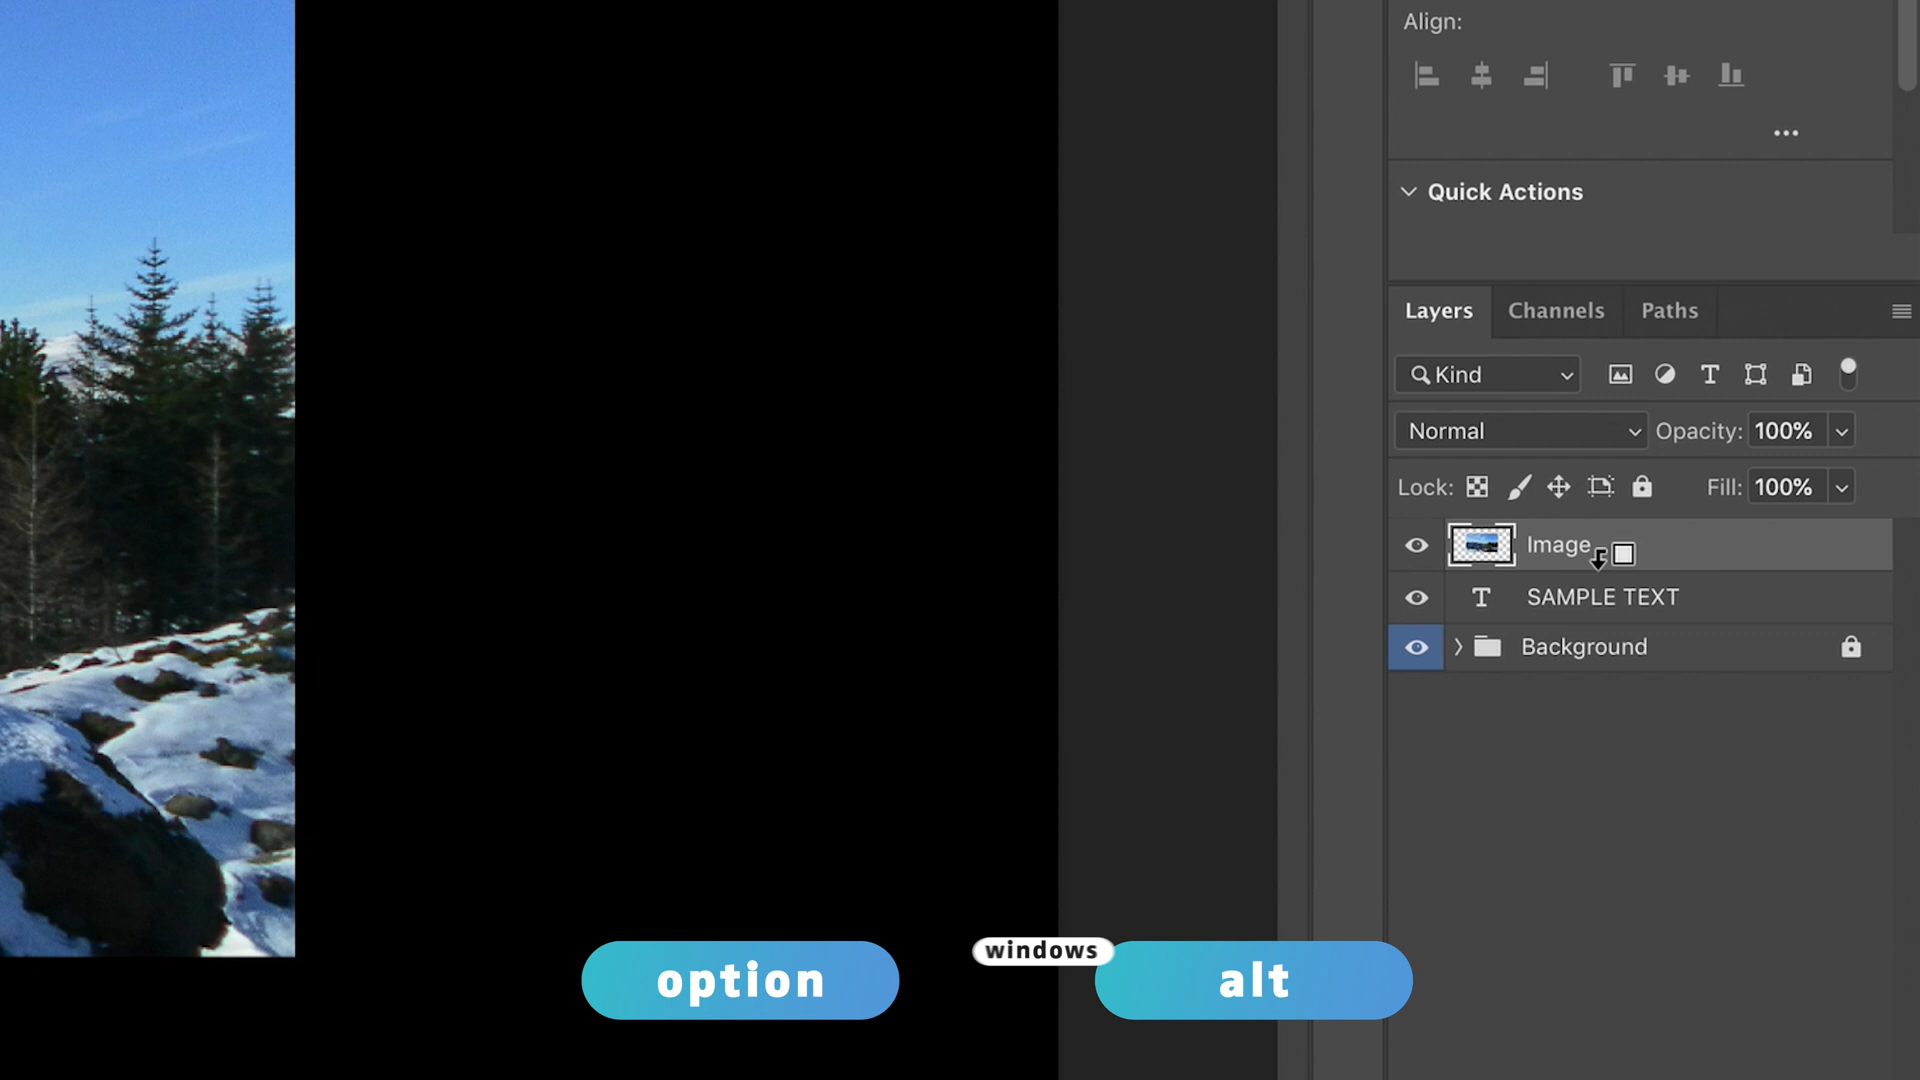 Align:
Quick Actions
Layers Channels Paths
Kind
Normal Opacity: 100%
Lock: Fill: 100%
Image
SAMPLE TEXT
Background
windows
option alt